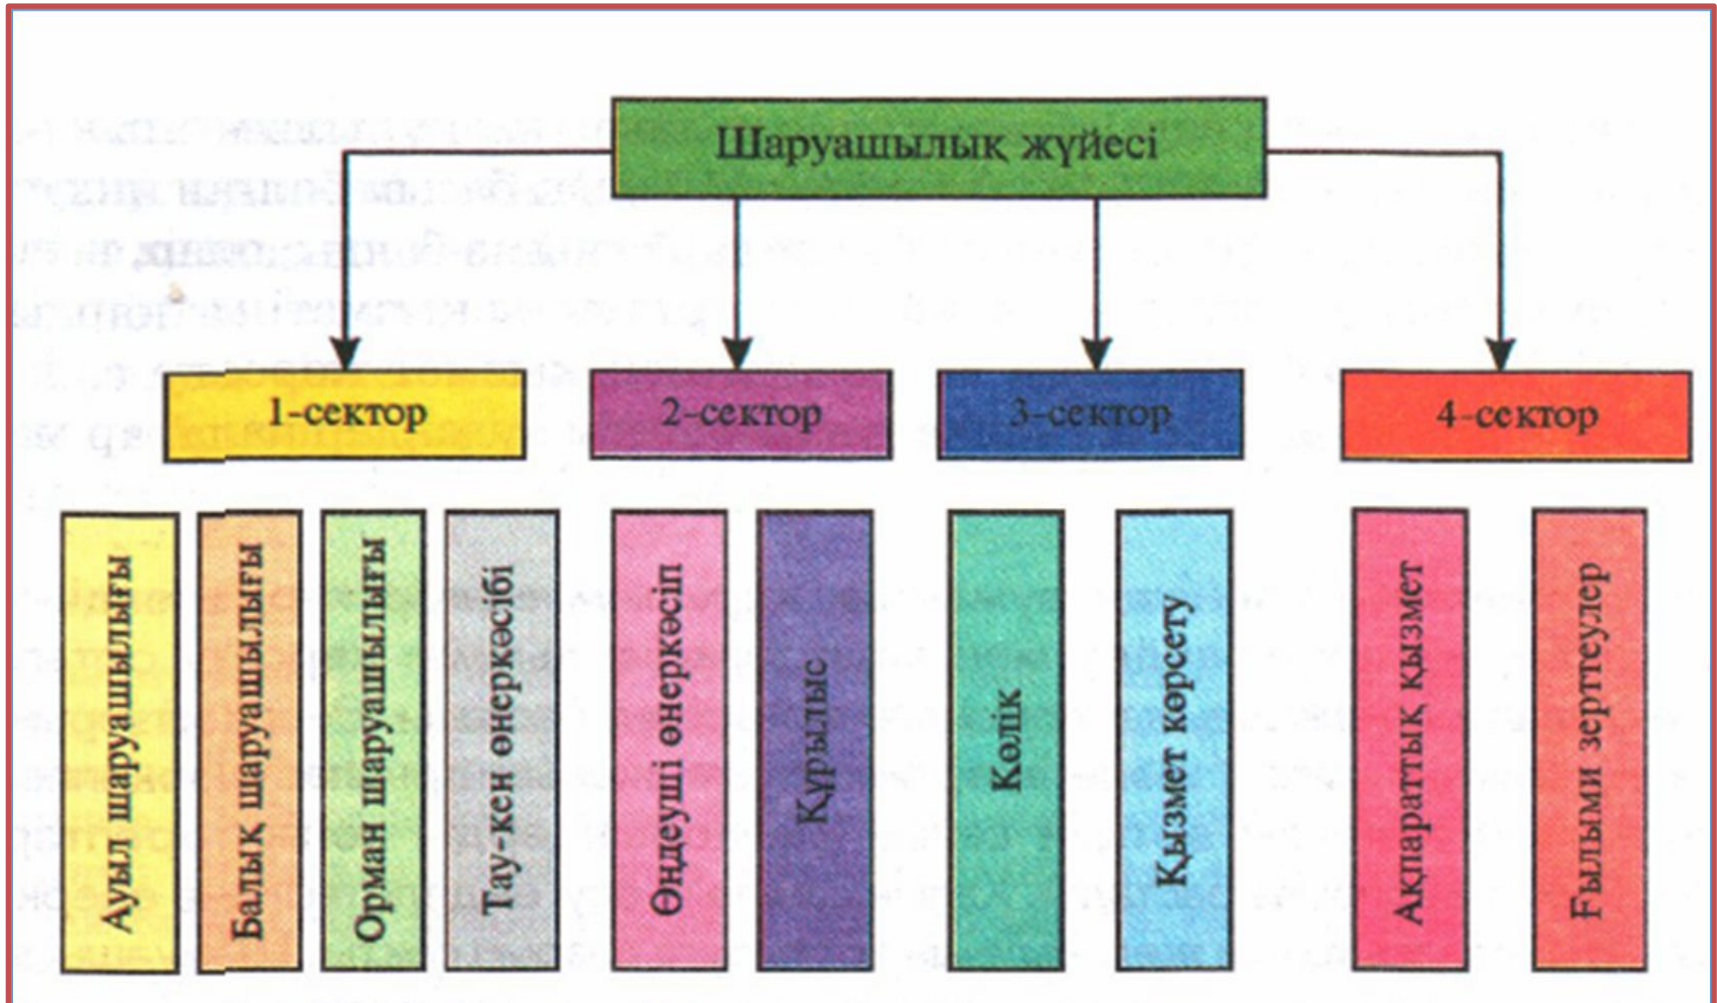 Шаруашылық жүйесі
1-сектор
2-сектор
3-сектор
4-сектор
Ауыл шаруашылығы
Балық шаруашылығы
Орман шаруашылығы
Тау-кен өнеркәсібі
Өңдеуші өнеркәсіп
Құрылыс
Көлік
Қызмет көрсету
Ақпараттық қызмет
Ғылыми зерттеулер